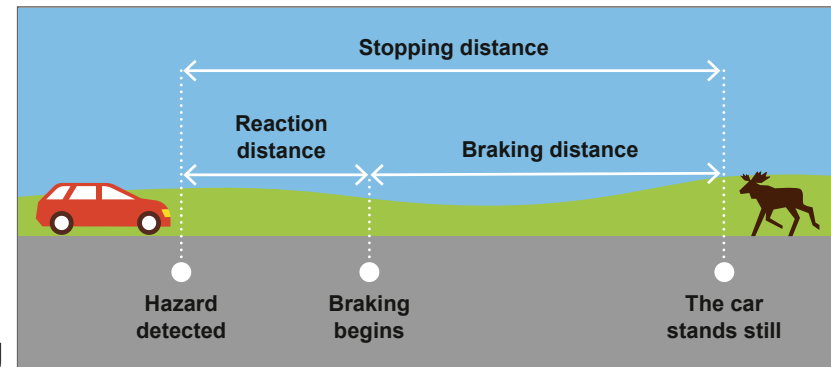 Stopping distance
Reaction
distance
Braking distance
Hazard
detected
Braking
begins
The car
stands still